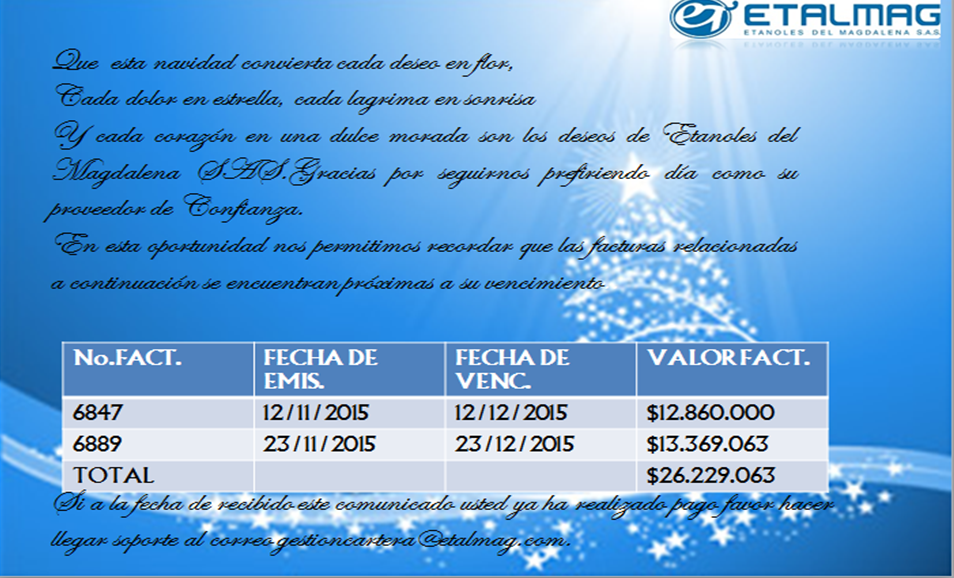 ETALMAG
ETANOLES DEL MAGDALENA S.A.S.
Que esta navidad convierta cada deseo en flor,
Cada dolor en estrella, cada lagrima en sonrisa
Y cada corazón en una dulce morada son los deseos de Etanoles del
Magdalena SAS.Gracias por seguirnos prefiriendo día como su
proveedor de Confianza.
En esta oportunidad nos permitimos recordar que las facturas relacionadas
a continuación se encuentran próximas a su vencimiento
No.FACT. FECHA DE EMIS. FECHA DE VENC. VALOR FACT.
6847 12/11/2015 12/12/2015 $12.860.000
6889 23/11/2015 23/12/2015 $13.369.063
TOTAL $26.229.063
Si a la fecha de recibido este comunicado usted ya ha realizado pago favor hacer
llegar soporte al correo gestioncartera@etalmag.com.